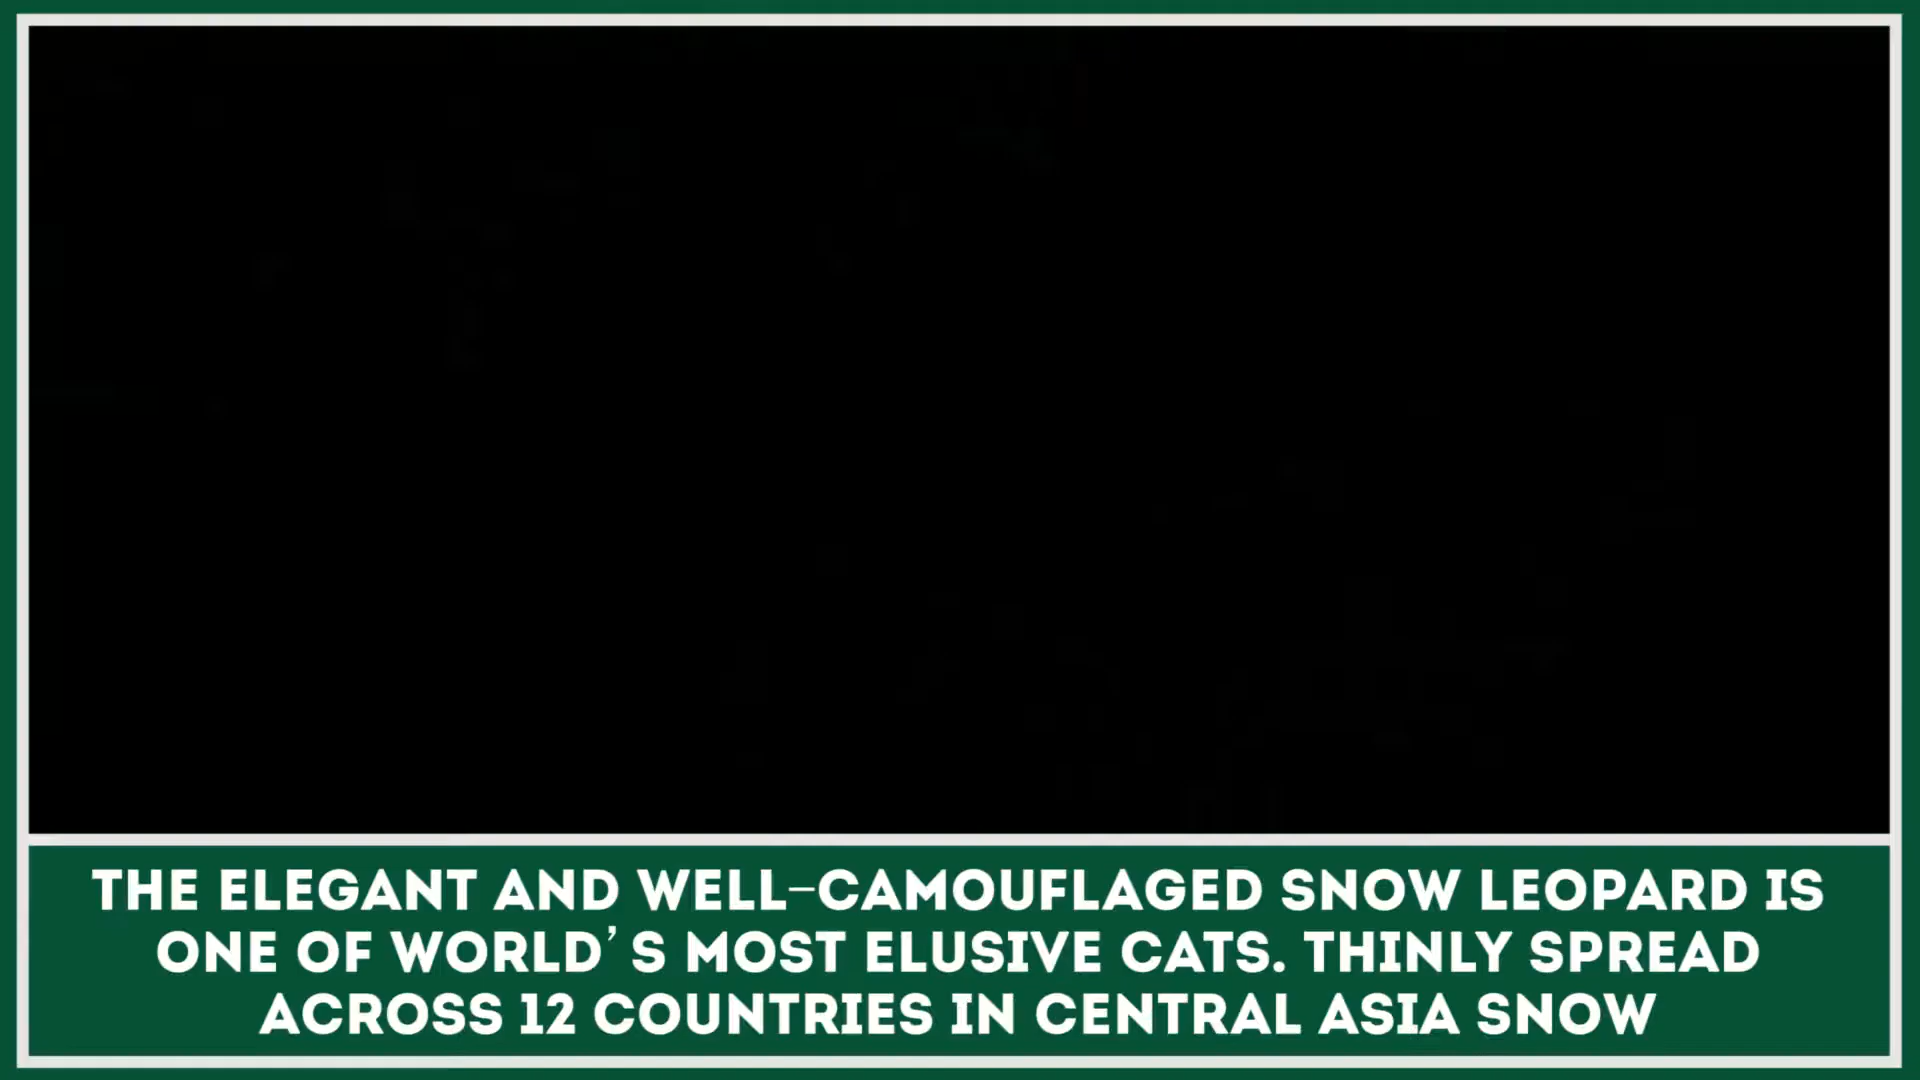 THE ELEGANT AND WELL-CAMOUFLAGED SNOW LEOPARD IS
ONE OF WORLD'S MOST ELUSIVE CATS. THINLY SPREAD
ACROSS 12 COUNTRIES IN CENTRAL ASIA SNOW